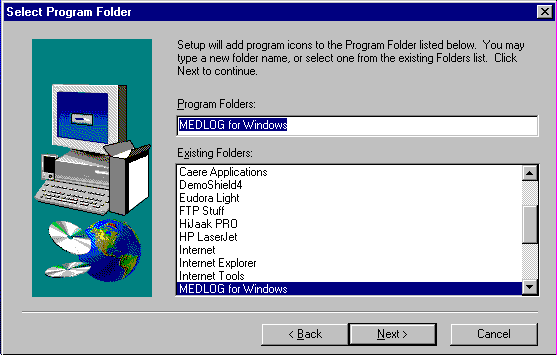 Select Program Folder
Setup will add program icons to the Program Folder listed below. You may
type a new folder name, or select one from the existing Folders list. Click
Next to continue.
Program Folders:
MEDLOG for Windows
Existing Folders:
Caere Applications
DemoShield4
Eudora Light
FTP Stuff
HiJaak PRO
HP LaserJet
Internet
Internet Explorer
Internet Tools
MEDLOG for Windows
< Back
Next >
Cancel